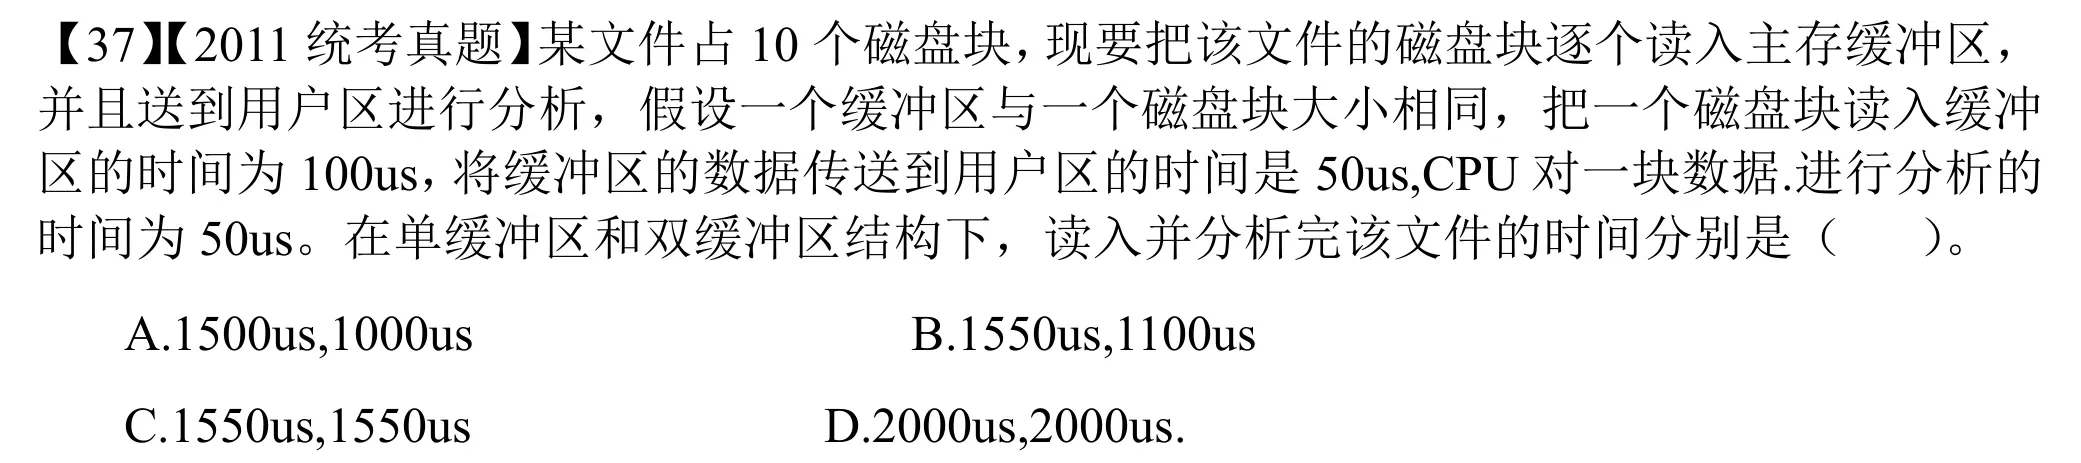 【37】【2011 统考真题】某文件占 10 个磁盘块，现要把该文件的磁盘块逐个读入主存缓冲区，
并且送到用户区进行分析，假设一个缓冲区与一个磁盘块大小相同，把一个磁盘块读入缓冲
区的时间为 100us，将缓冲区的数据传送到用户区的时间是 50us,CPU 对一块数据.进行分析的
时间为 50us。在单缓冲区和双缓冲区结构下，读入并分析完该文件的时间分别是（　　）。
A.1500us,1000us B.1550us,1100us
C.1550us,1550us D.2000us,2000us.